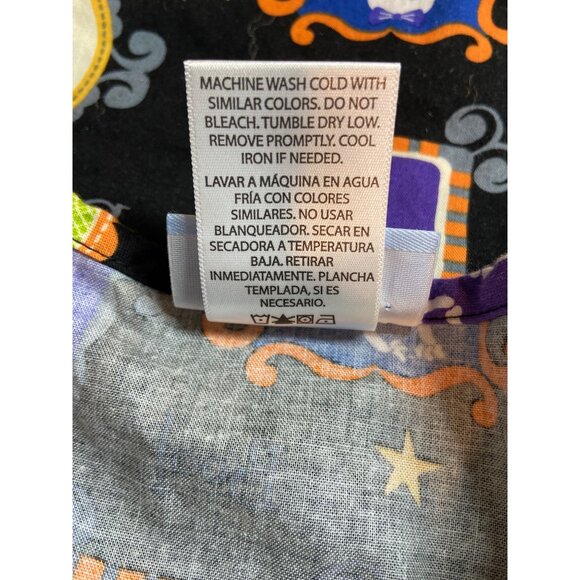 MACHINE WASH COLD WITH
SIMILAR COLORS. DO NOT
BLEACH. TUMBLE DRY LOW.
REMOVE PROMPTLY. COOL
IRON IF NEEDED.
LAVAR A MÁQUINA EN AGUA
FRÍA CON COLORES
SIMILARES. NO USAR
BLANQUEADOR. SECAR EN
SECADORA A TEMPERATURA
BAJA. RETIRAR
INMEDIATAMENTE. PLANCHA
TEMPLADA, SI ES
NECESARIO.